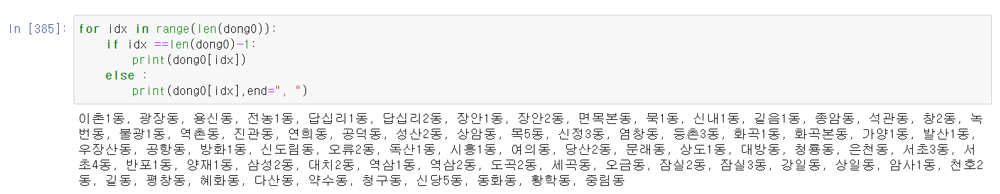 In [385]:
for idx in range(len(dong0)):
    if idx ==len(dong0)-1:
        print(dong0[idx])
    else :
        print(dong0[idx],end=", ")
이촌1동, 광장동, 용신동, 전농1동, 답십리1동, 답십리2동, 장안1동, 장안2동, 면목본동, 묵1동, 신내1동, 길음1동, 종암동, 석관동, 창2동, 녹
번동, 불광1동, 역촌동, 진관동, 연희동, 공덕동, 성산2동, 상암동, 목5동, 신정3동, 염창동, 등촌3동, 화곡1동, 화곡본동, 가양1동, 발산1동,
우장산동, 공항동, 방화1동, 신도림동, 오류2동, 독산1동, 시흥1동, 여의동, 당산2동, 문래동, 상도1동, 대방동, 청룡동, 은천동, 서초3동, 서
초4동, 반포1동, 양재1동, 삼성2동, 대치2동, 역삼1동, 역삼2동, 도곡2동, 세곡동, 오금동, 잠실2동, 잠실3동, 강일동, 상일동, 암사1동, 천호2
동, 길동, 평창동, 혜화동, 다산동, 약수동, 청구동, 신당5동, 동화동, 황학동, 중림동